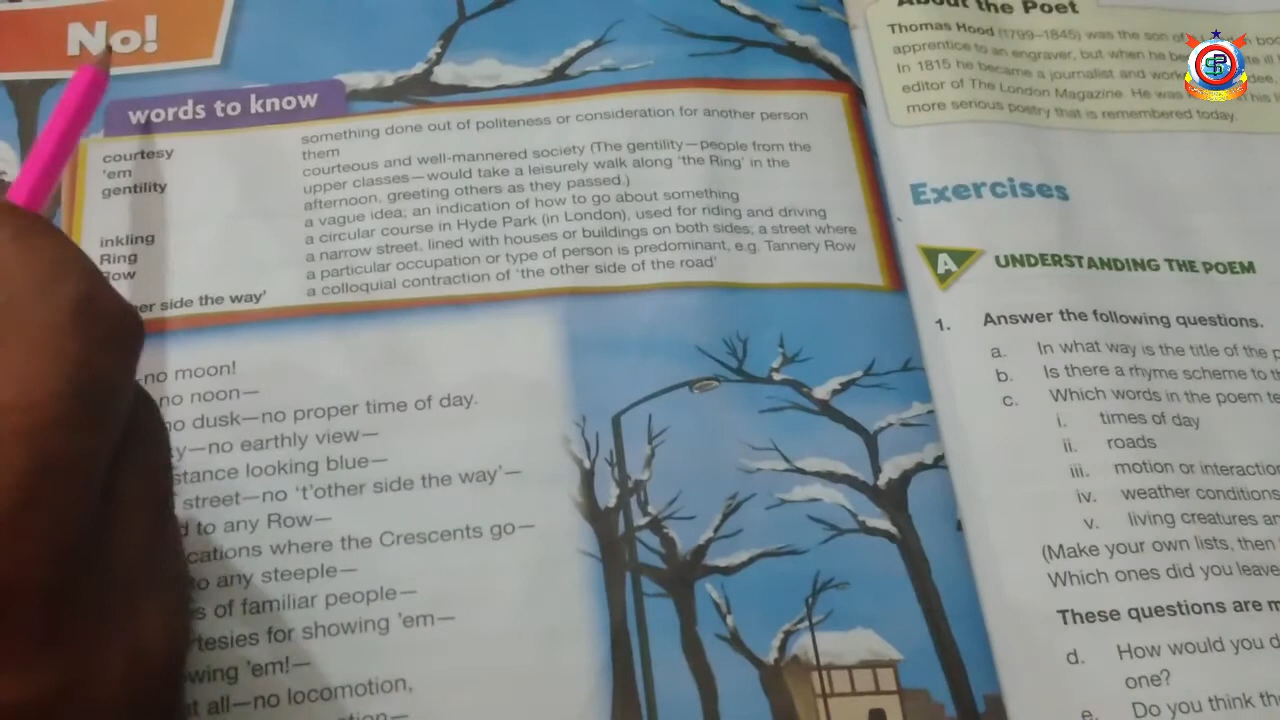 No!
words to know
courtesy something done out of politeness or consideration for another person
'em them
gentility courteous and well-mannered society (The gentility—people from the
upper classes—would take a leisurely walk along 'the Ring' in the
afternoon, greeting others as they passed.)
inkling a vague idea; an indication of how to go about something
Ring a circular course in Hyde Park (in London), used for riding and driving
Row a narrow street, lined with houses or buildings on both sides; a street where
a particular occupation or type of person is predominant, e.g. Tannery Row
side the way' a colloquial contraction of 'the other side of the road'
—no moon!
no noon—
no dusk—no proper time of day.
—no earthly view—
looking blue—
street—no 't'other side the way'—
to any Row—
where the Crescents go—
to any steeple—
of familiar people—
for showing 'em—
'em!—
at all—no locomotion,
About the Poet
Thomas Hood (1799–1845) was the son of
apprentice to an engraver, but when he ill
In 1815 he became a journalist and
editor of The London Magazine. He was his
more serious poetry that is remembered today.
Exercises
A UNDERSTANDING THE POEM
1. Answer the following questions.
a. In what way is the title of the
b. Is there a rhyme scheme to
c. Which words in the poem
i. times of day
ii. roads
iii. motion or
iv. weather conditions
v. living creatures
(Make your own lists, then
Which ones did you leave
These questions are
d. How would you
one?
e. Do you think